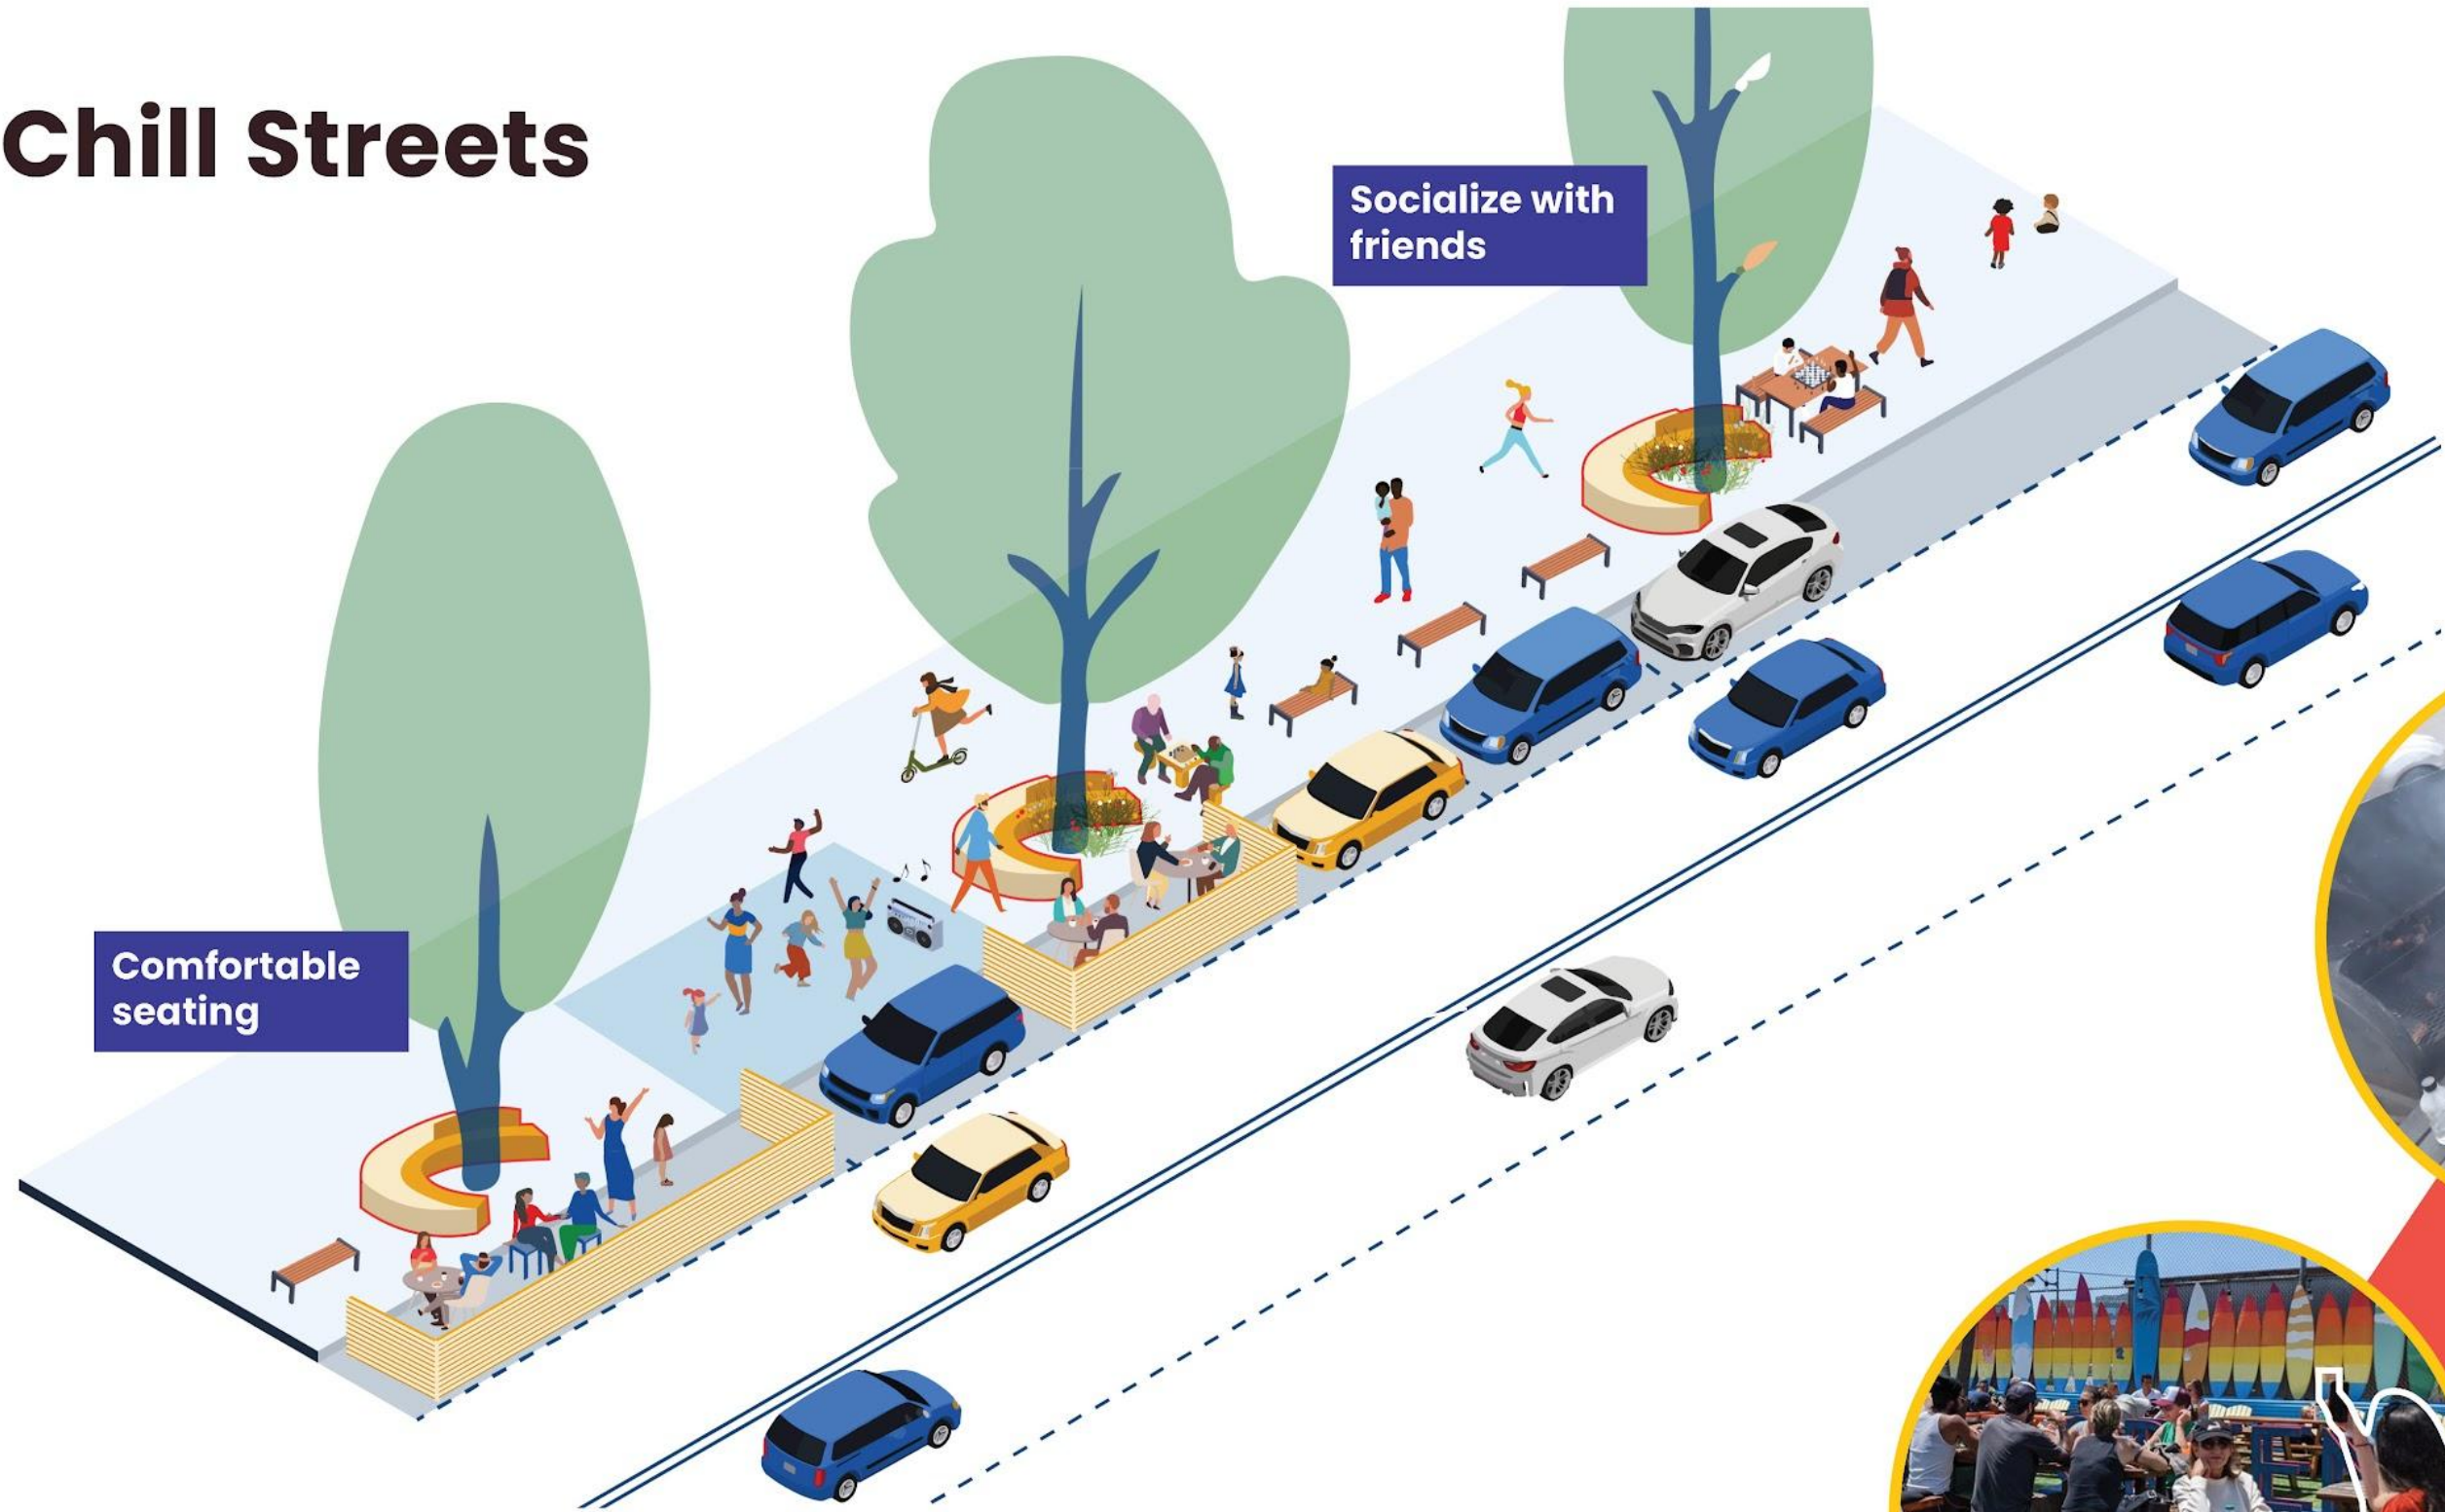 Chill Streets
Socialize with
friends
Comfortable
seating